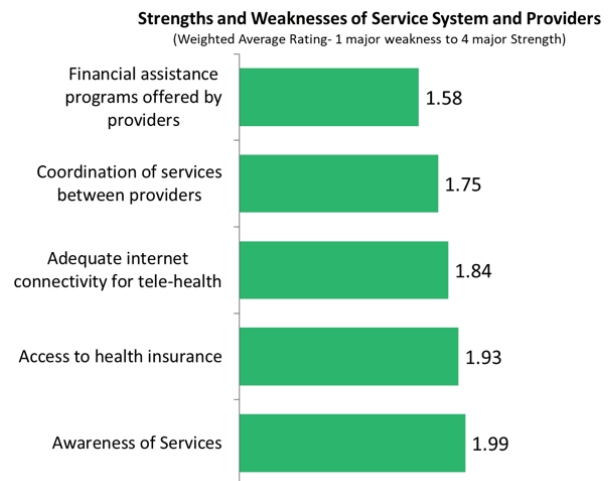 Strengths and Weaknesses of Service System and Providers
(Weighted Average Rating- 1 major weakness to 4 major Strength)
Financial assistance
programs offered by
providers
1.58
Coordination of services
between providers
1.75
Adequate internet
connectivity for tele-health
1.84
Access to health insurance
1.93
Awareness of Services
1.99